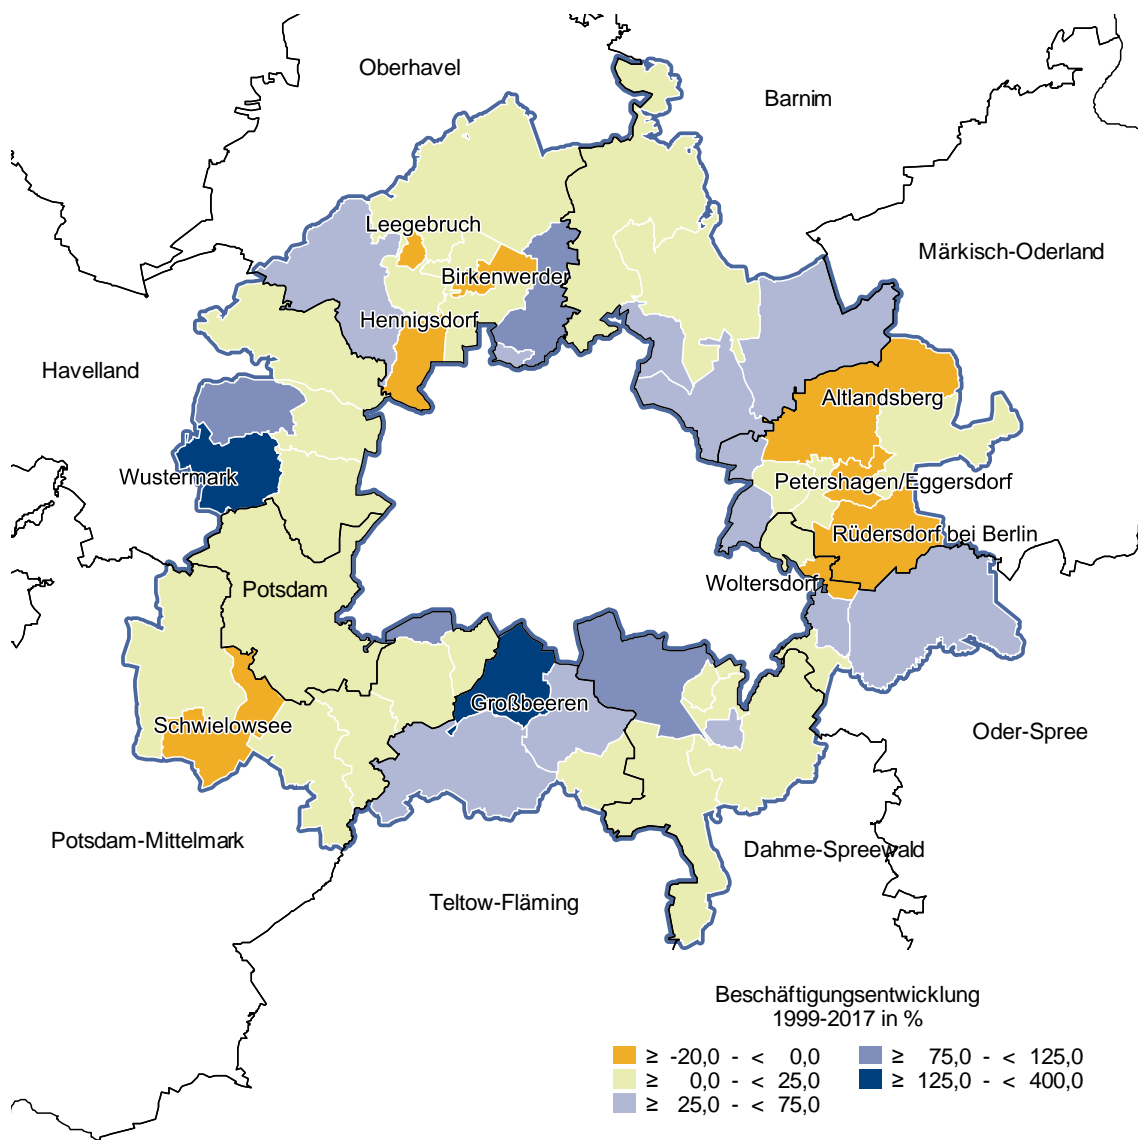 Oberhavel
Barnim
Leegebruch
Märkisch-Oderland
Birkenwerder
Hennigsdorf
Havelland
Altlandsberg
Wustermark
Petershagen/Eggersdorf
Rüdersdorf bei Berlin
Potsdam
Woltersdorf
Großbeeren
Schwielowsee
Oder-Spree
Potsdam-Mittelmark
Dahme-Spreewald
Teltow-Fläming
Beschäftigungsentwicklung
1999-2017 in %
≥ -20,0 - < 0,0
≥ 0,0 - < 25,0
≥ 25,0 - < 75,0
≥ 75,0 - < 125,0
≥ 125,0 - < 400,0